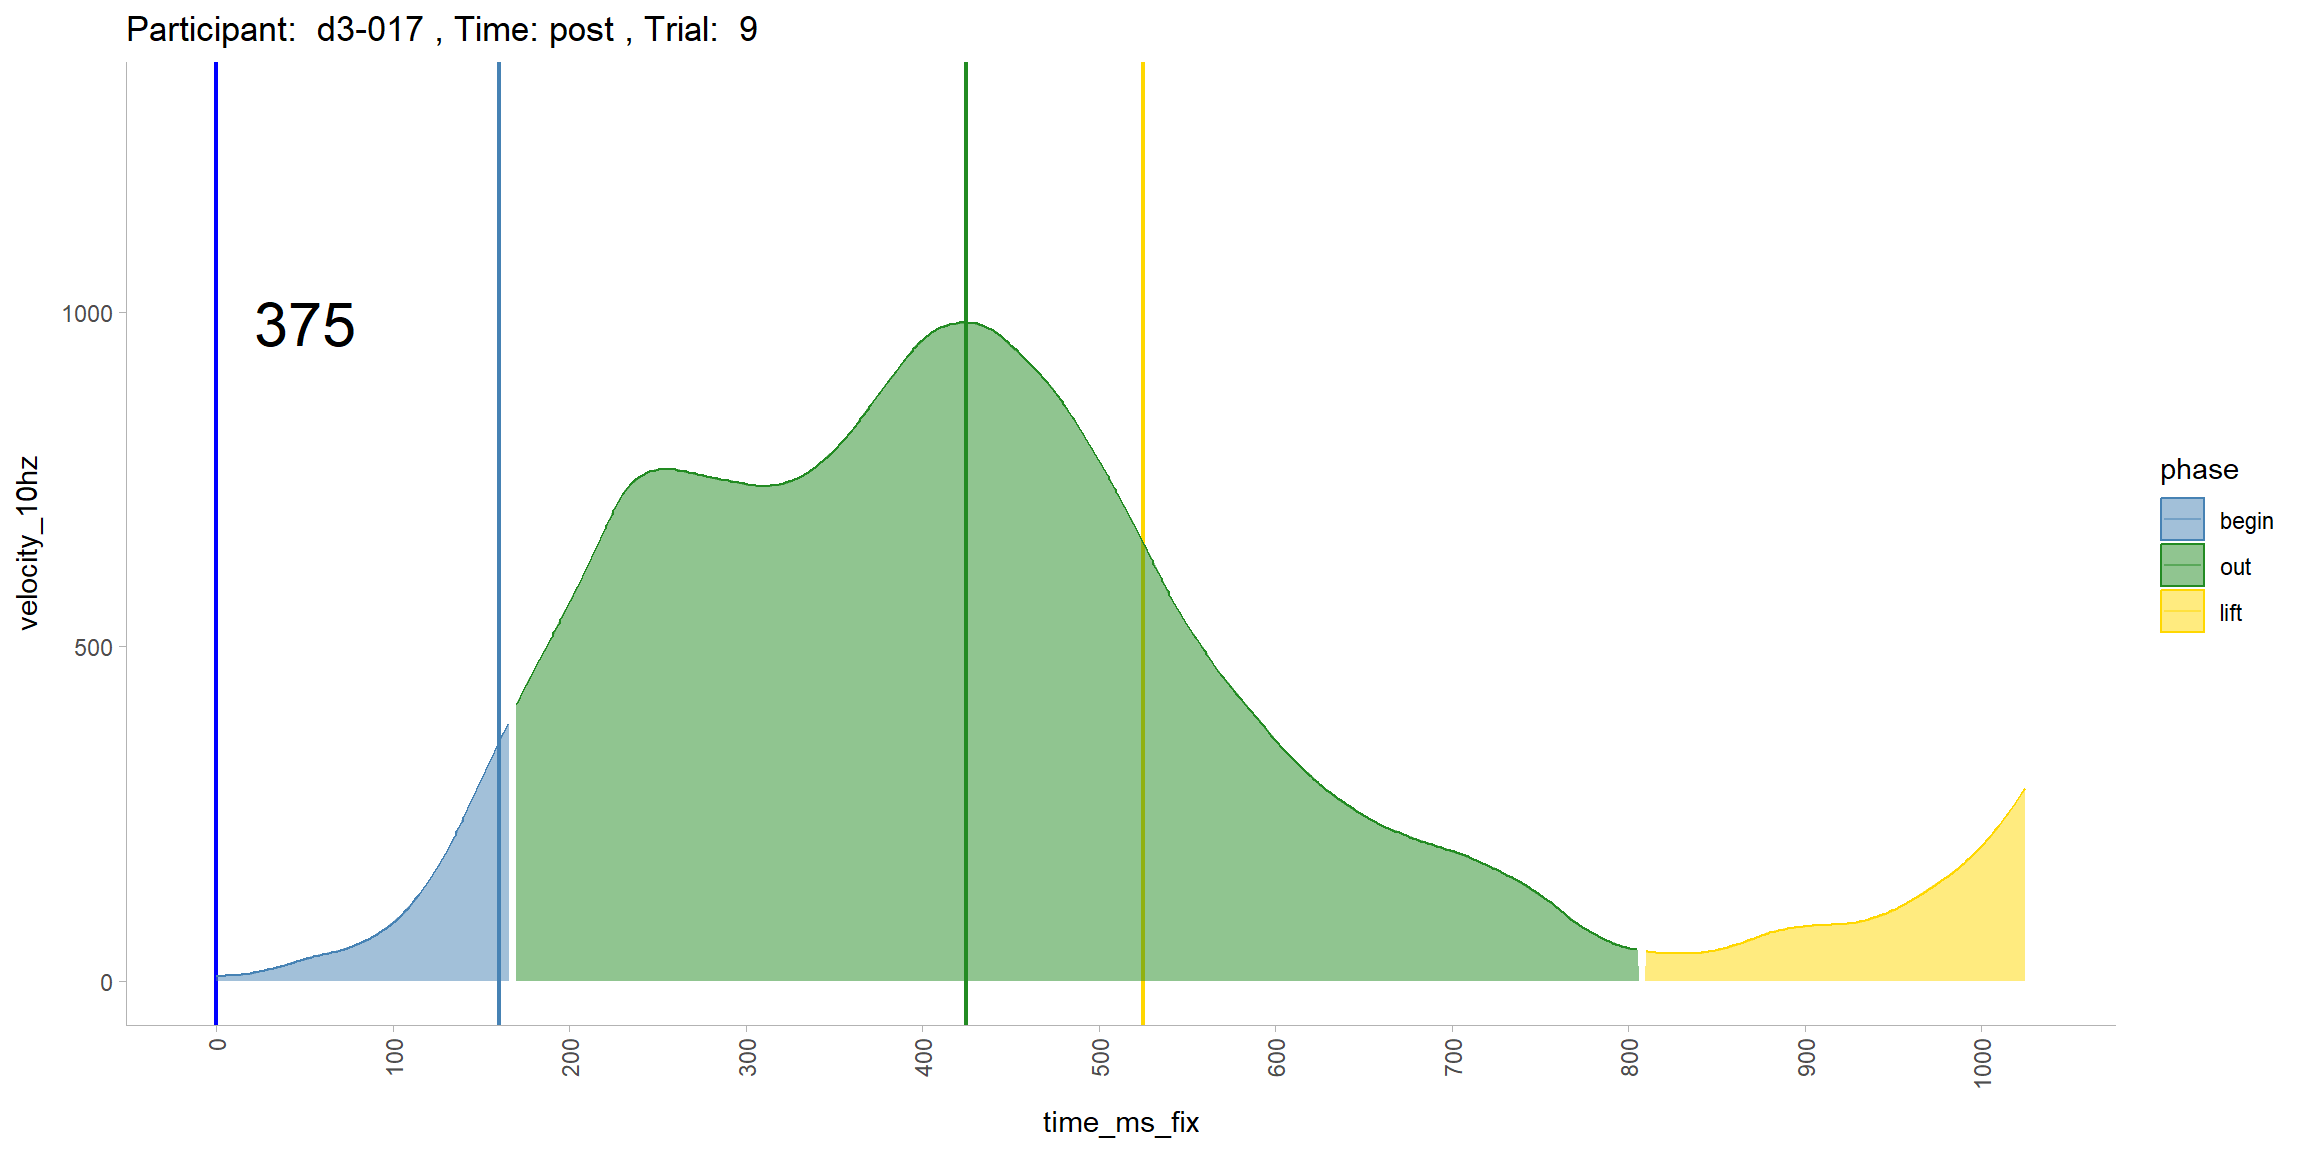 Participant:  d3-017 , Time: post , Trial:  9
375
1000
500
0
velocity_10hz
0
100
200
300
400
500
600
700
800
900
1000
time_ms_fix
phase
begin
out
lift